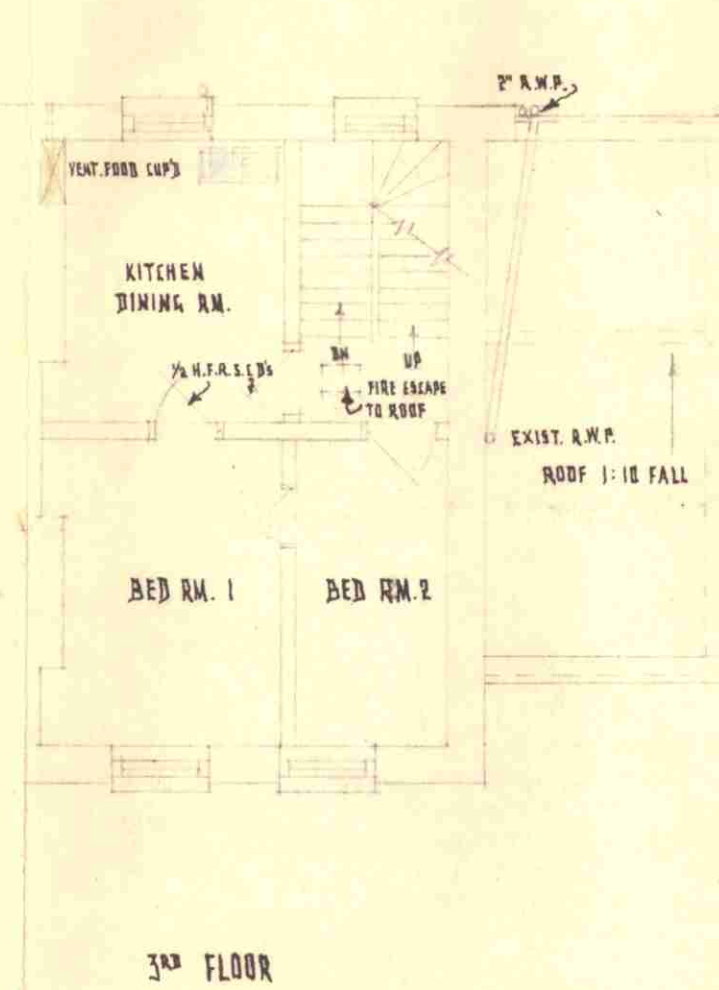 2" R.W.P.
VENT. FOOD CUP'D
KITCHEN
DINING RM.
½ H.F.R.S.C D's
DN
UP
FIRE ESCAPE
TO ROOF
EXIST. R.W.P.
ROOF 1:10 FALL
BED RM. 1
BED RM. 2
3RD FLOOR